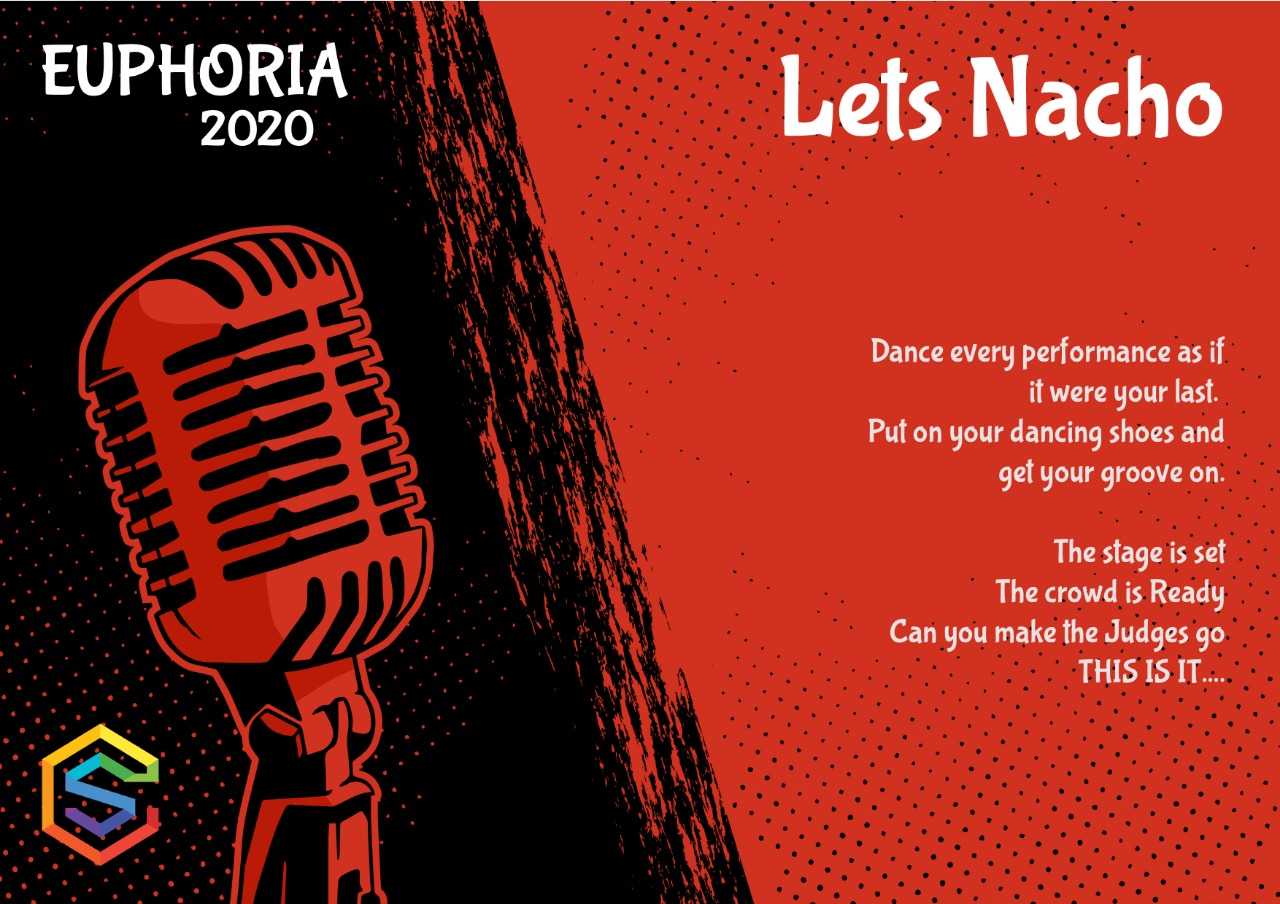 EUPHORIA
2020
Lets Nacho
Dance every performance as if
it were your last.
Put on your dancing shoes and
get your groove on.
The stage is set
The crowd is Ready
Can you make the Judges go
THIS IS IT....